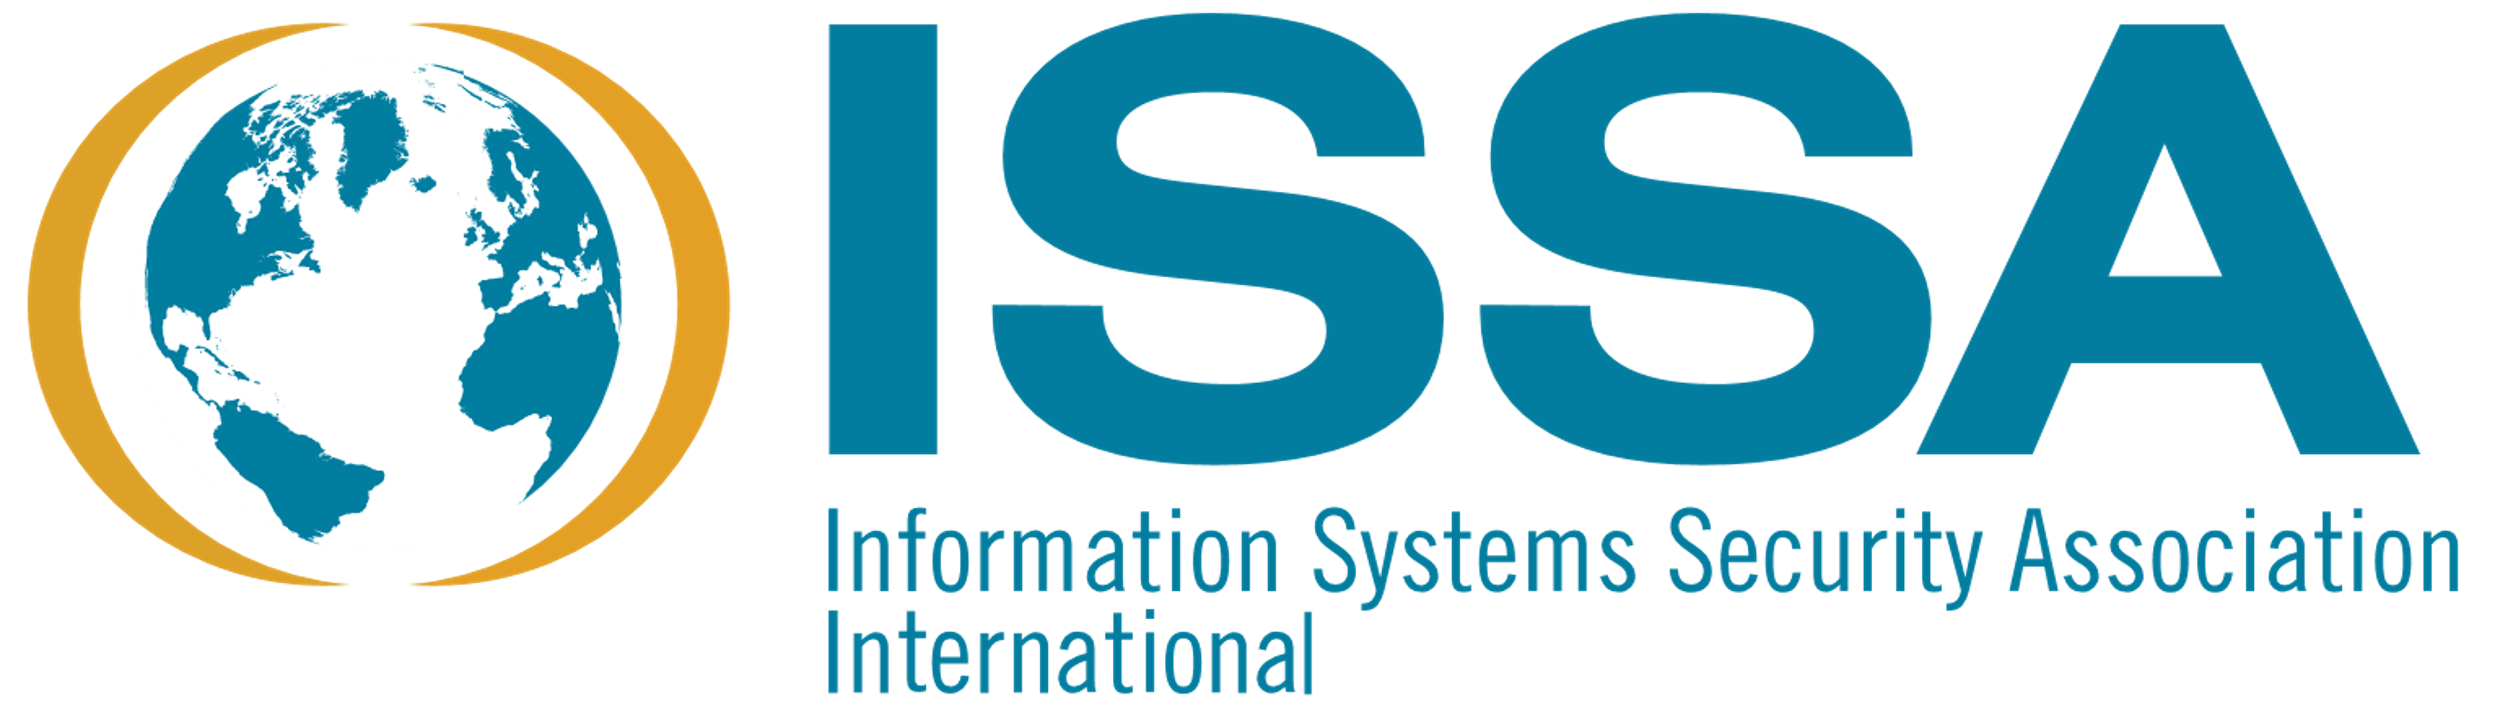 ISSA
Information Systems Security Association
International